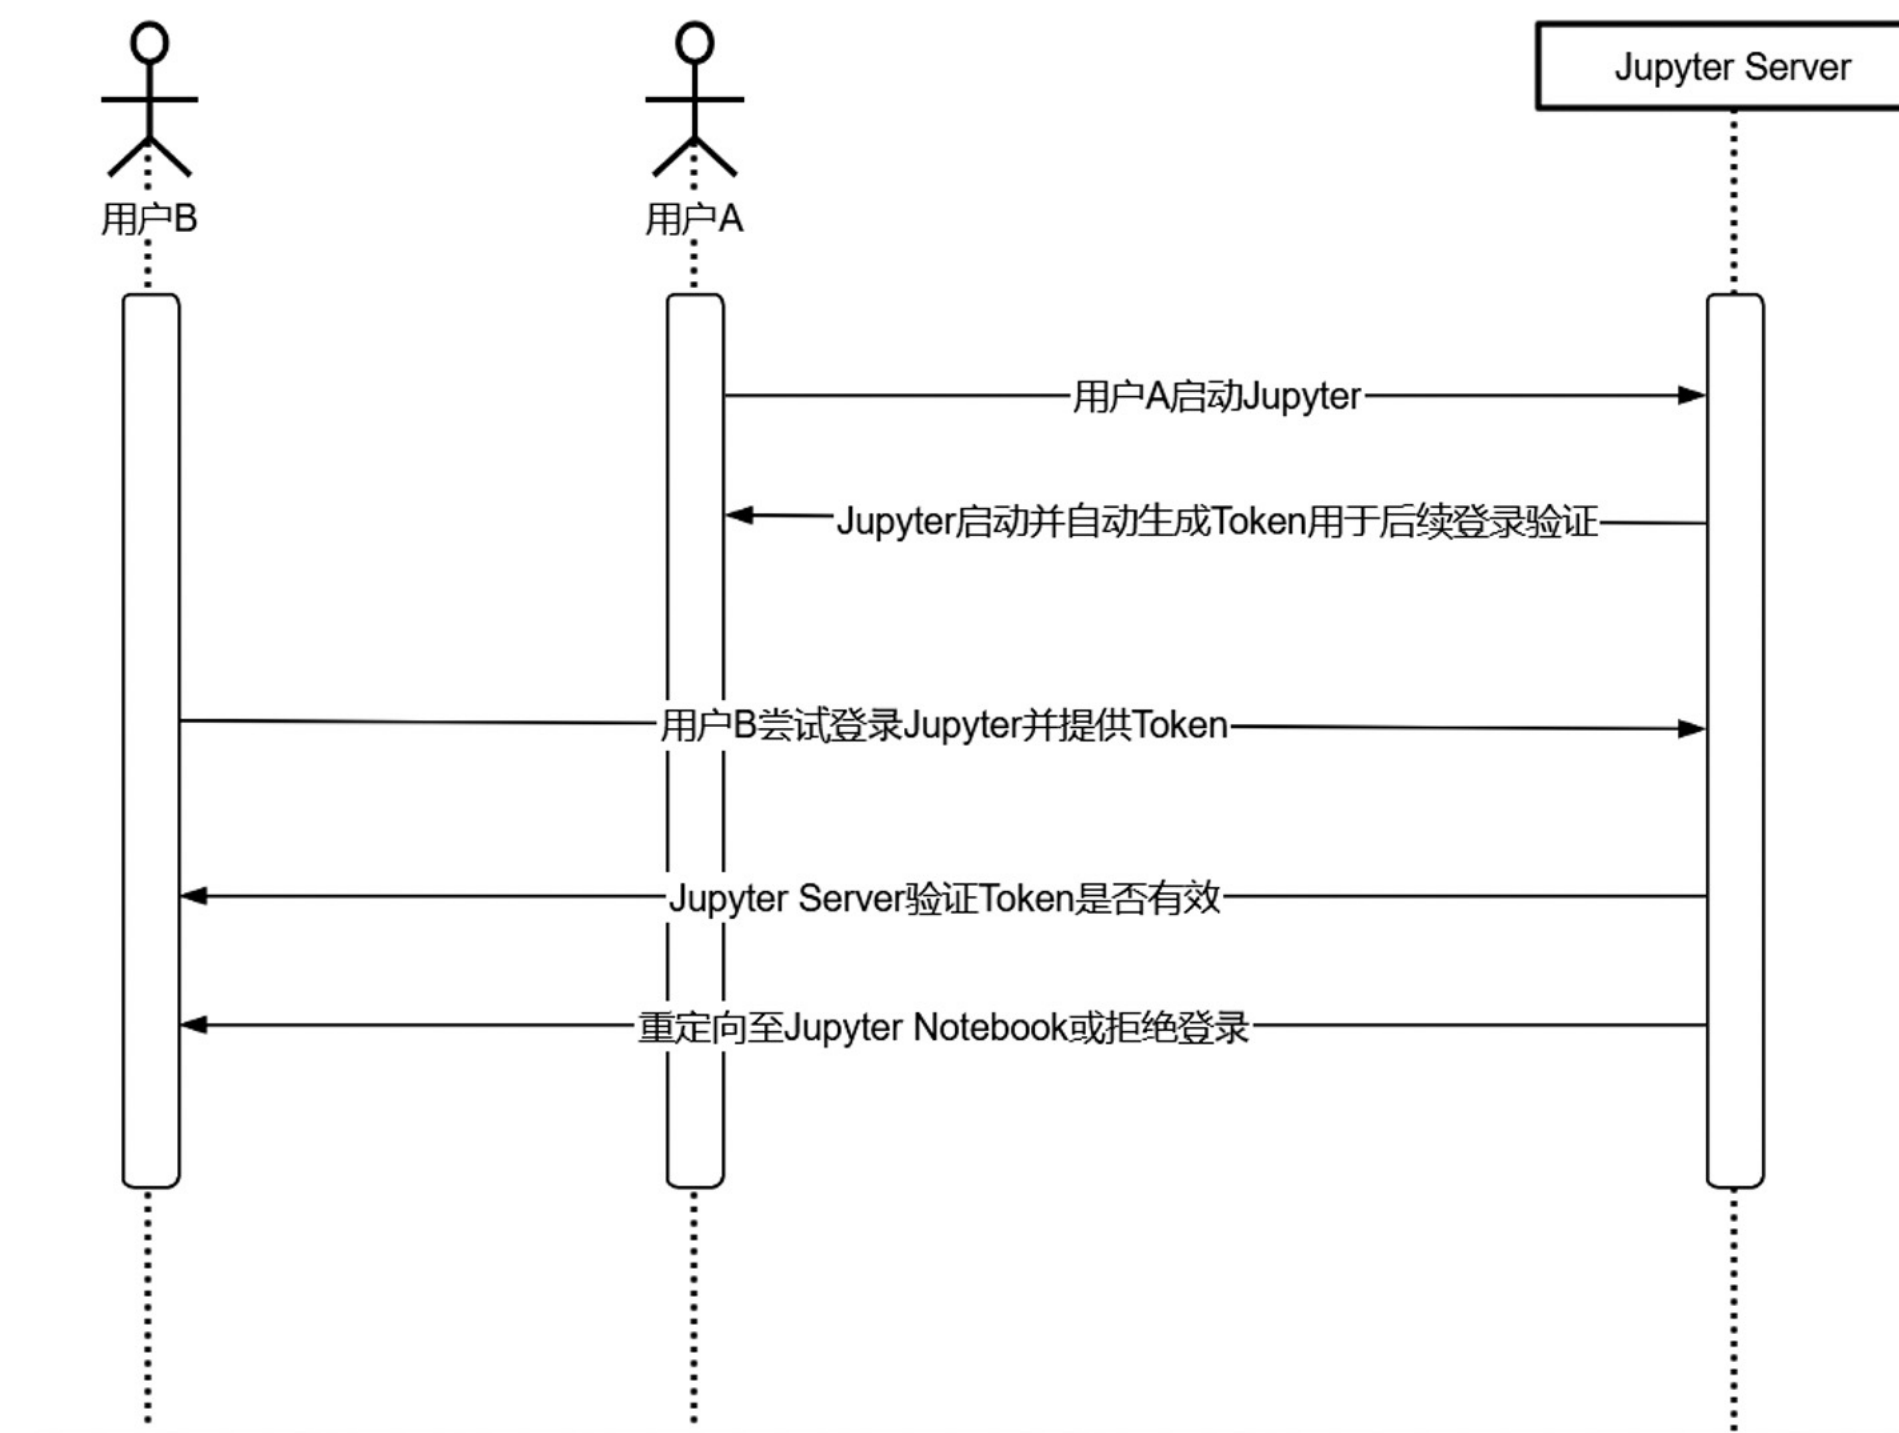 Jupyter Server
用户B
用户A
用户A启动Jupyter
Jupyter启动并自动生成Token用于后续登录验证
用户B尝试登录Jupyter并提供Token
Jupyter Server验证Token是否有效
重定向至Jupyter Notebook或拒绝登录